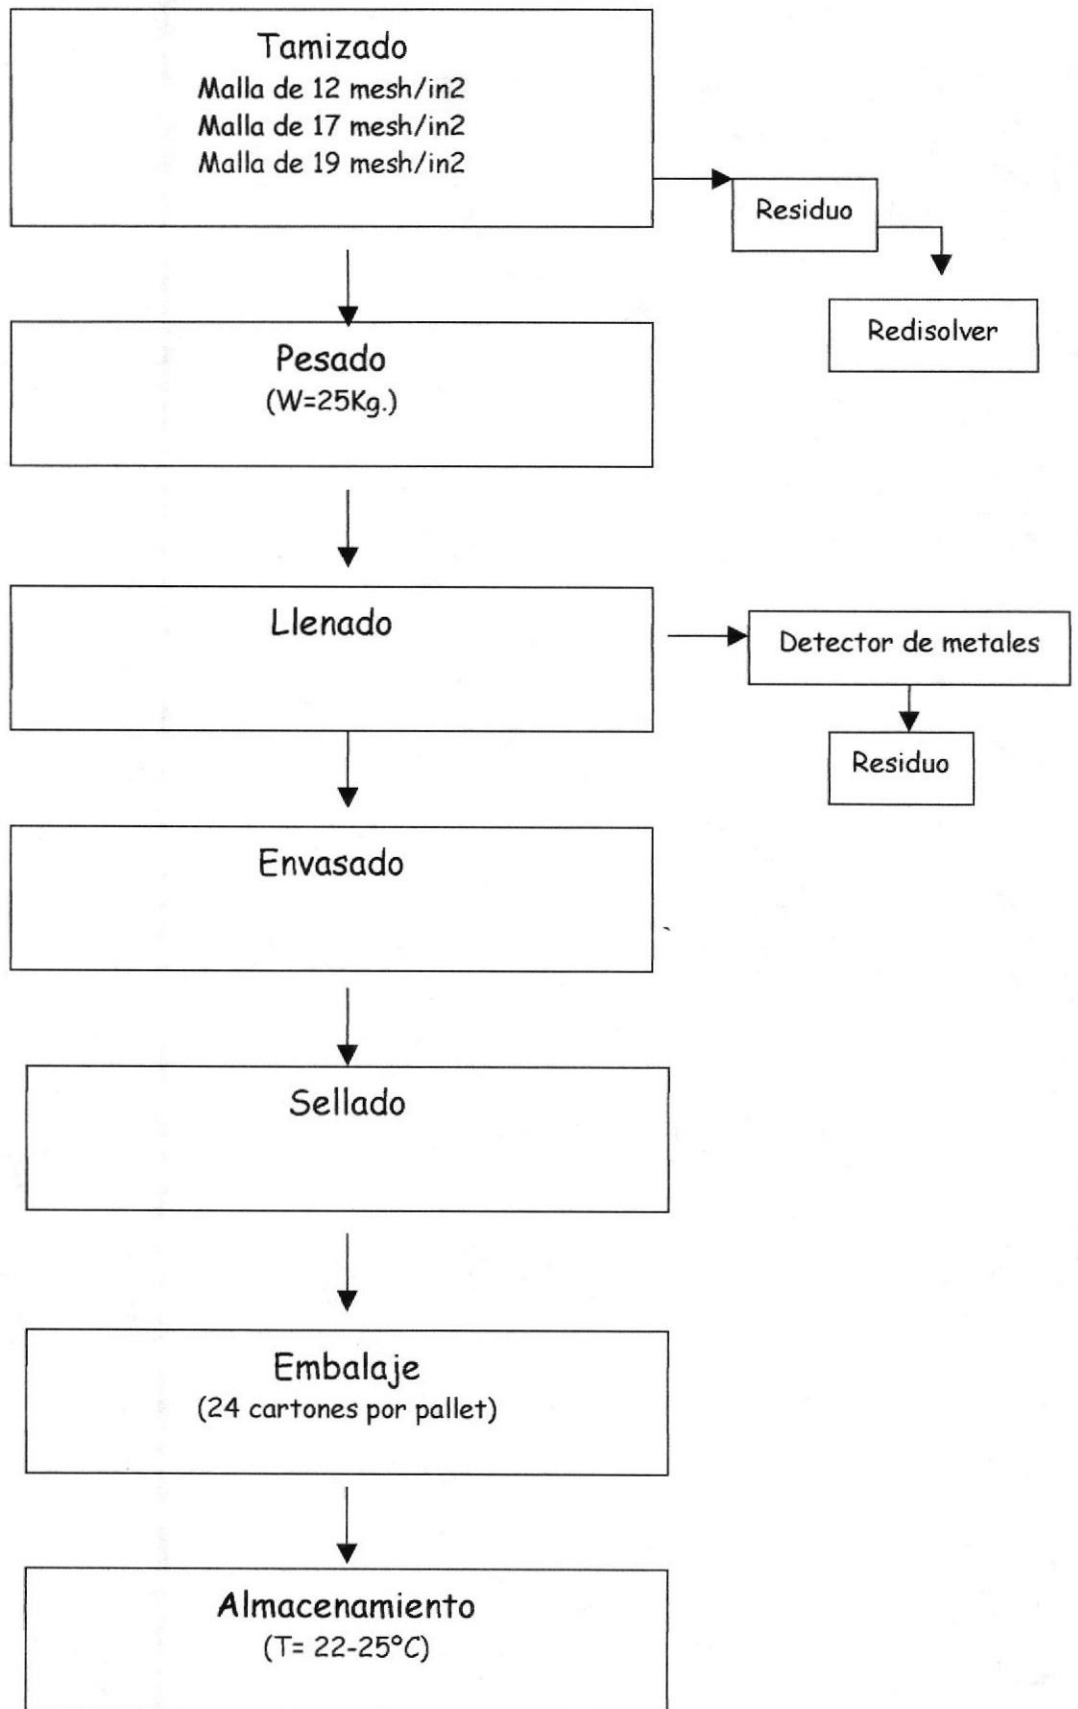 Tamizado
Malla de 12 mesh/in2
Malla de 17 mesh/in2
Malla de 19 mesh/in2
Residuo
Redisolver
Pesado
(W=25Kg.)
Llenado
Detector de metales
Residuo
Envasado
Sellado
Embalaje
(24 cartones por pallet)
Almacenamiento
(T= 22-25°C)